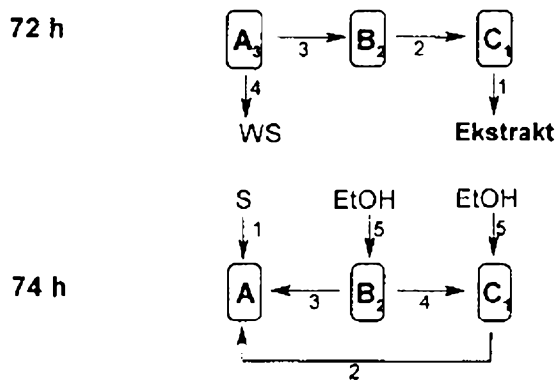 72 h
A₃ 3 B₂ 2 C₁
4 1
WS Ekstrakt
S EtOH EtOH
1 5 5
74 h
A 3 B₂ 4 C₁
2